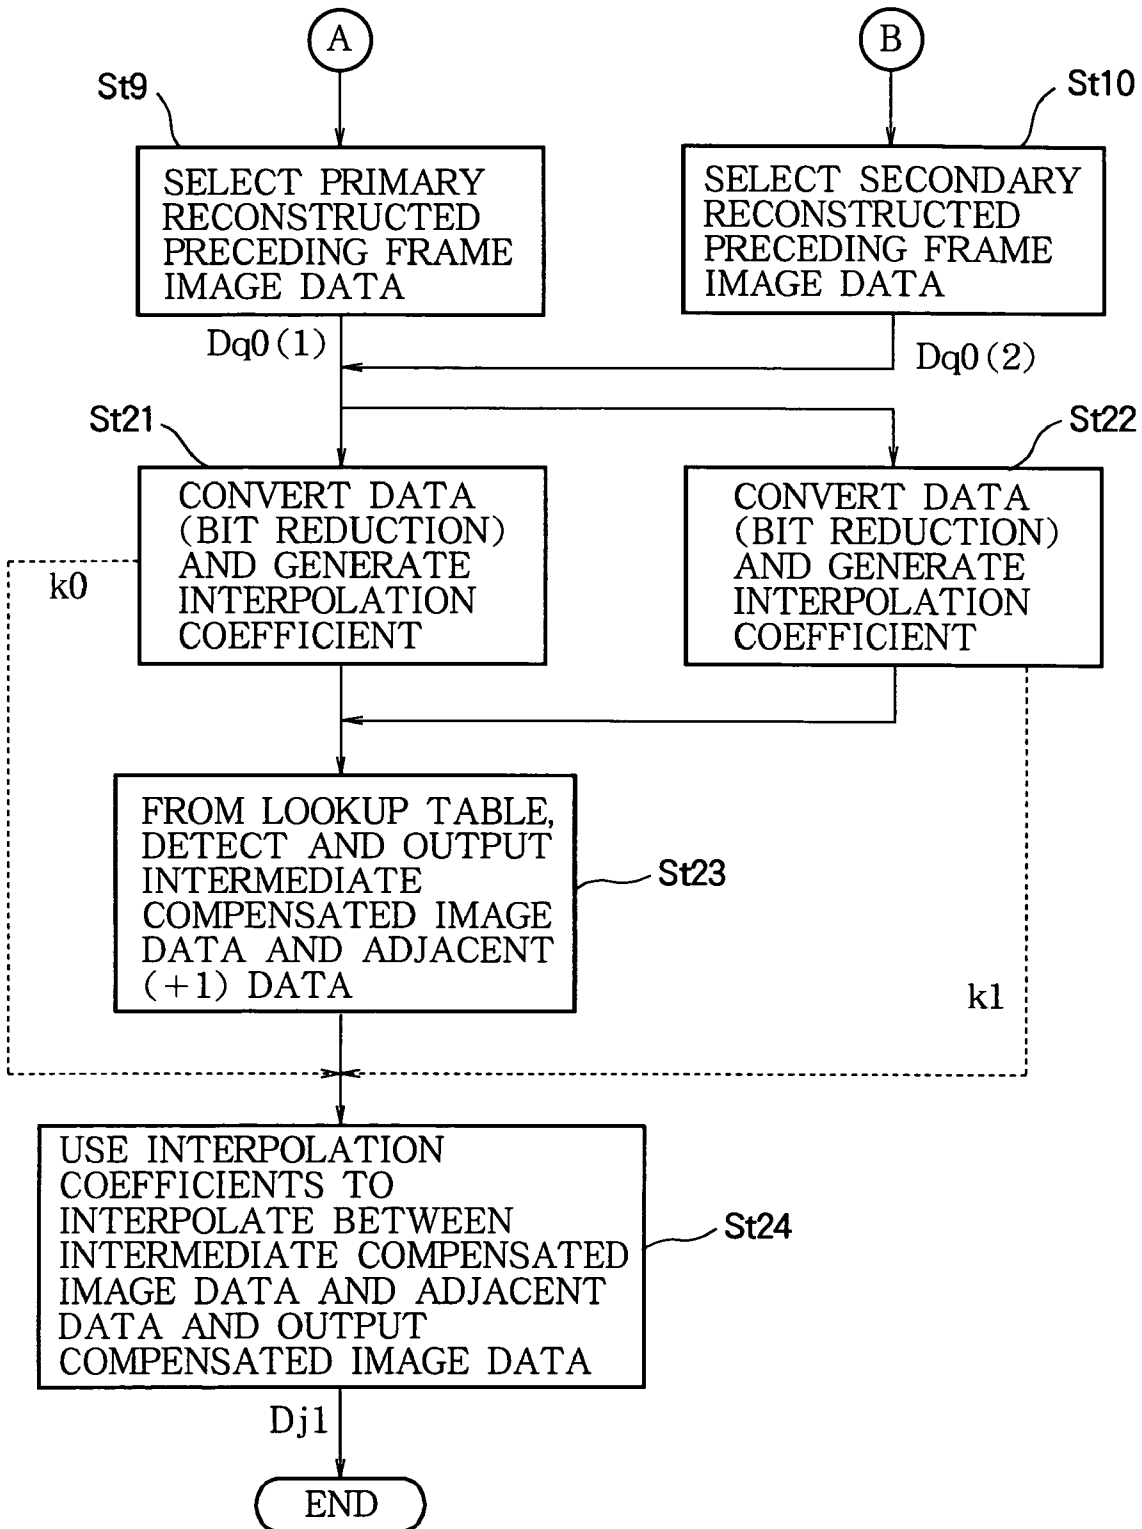 A
B
St9
St10
SELECT PRIMARY
RECONSTRUCTED
PRECEDING FRAME
IMAGE DATA
SELECT SECONDARY
RECONSTRUCTED
PRECEDING FRAME
IMAGE DATA
Dq0(1)
Dq0(2)
St21
St22
CONVERT DATA
(BIT REDUCTION)
AND GENERATE
INTERPOLATION
COEFFICIENT
CONVERT DATA
(BIT REDUCTION)
AND GENERATE
INTERPOLATION
COEFFICIENT
k0
FROM LOOKUP TABLE,
DETECT AND OUTPUT
INTERMEDIATE
COMPENSATED IMAGE
DATA AND ADJACENT
(+1) DATA
St23
k1
USE INTERPOLATION
COEFFICIENTS TO
INTERPOLATE BETWEEN
INTERMEDIATE COMPENSATED
IMAGE DATA AND ADJACENT
DATA AND OUTPUT
COMPENSATED IMAGE DATA
St24
Dj1
END